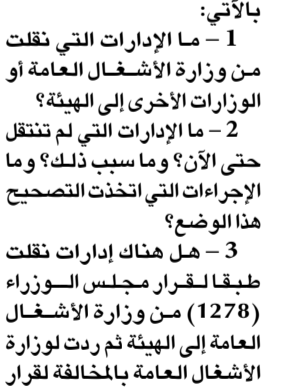 بالآتي:
1 – ما الإدارات التي نقلت
من وزارة الأشغال العامة أو
الوزارات الأخرى إلى الهيئة؟
2 – ما الإدارات التي لم تنتقل
حتى الآن؟ وما سبب ذلك؟ وما
الإجراءات التي اتخذت التصحيح
هذا الوضع؟
3 – هل هناك إدارات نقلت
طبقا لقرار مجلس الوزراء
(1278) من وزارة الأشغال
العامة إلى الهيئة ثم ردت لوزارة
الأشغال العامة بالمخالفة لقرار